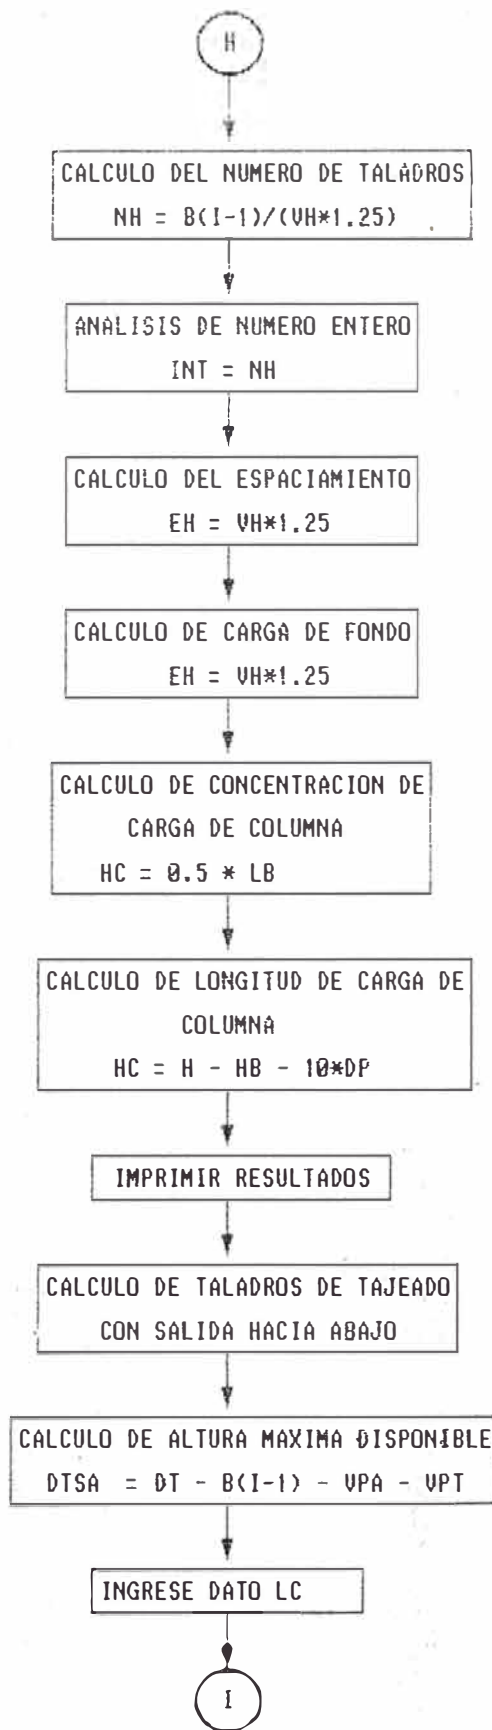 H
CALCULO DEL NUMERO DE TALADROS
NH = B(I-1)/(VH*1.25)
ANALISIS DE NUMERO ENTERO
INT = NH
CALCULO DEL ESPACIAMIENTO
EH = VH*1.25
CALCULO DE CARGA DE FONDO
EH = VH*1.25
CALCULO DE CONCENTRACION DE
CARGA DE COLUMNA
HC = 0.5 * LB
CALCULO DE LONGITUD DE CARGA DE
COLUMNA
HC = H - HB - 10*DP
IMPRIMIR RESULTADOS
CALCULO DE TALADROS DE TAJEADO
CON SALIDA HACIA ABAJO
CALCULO DE ALTURA MAXIMA DISPONIBLE
DTSA = DT - B(I-1) - VPA - VPT
INGRESE DATO LC
I